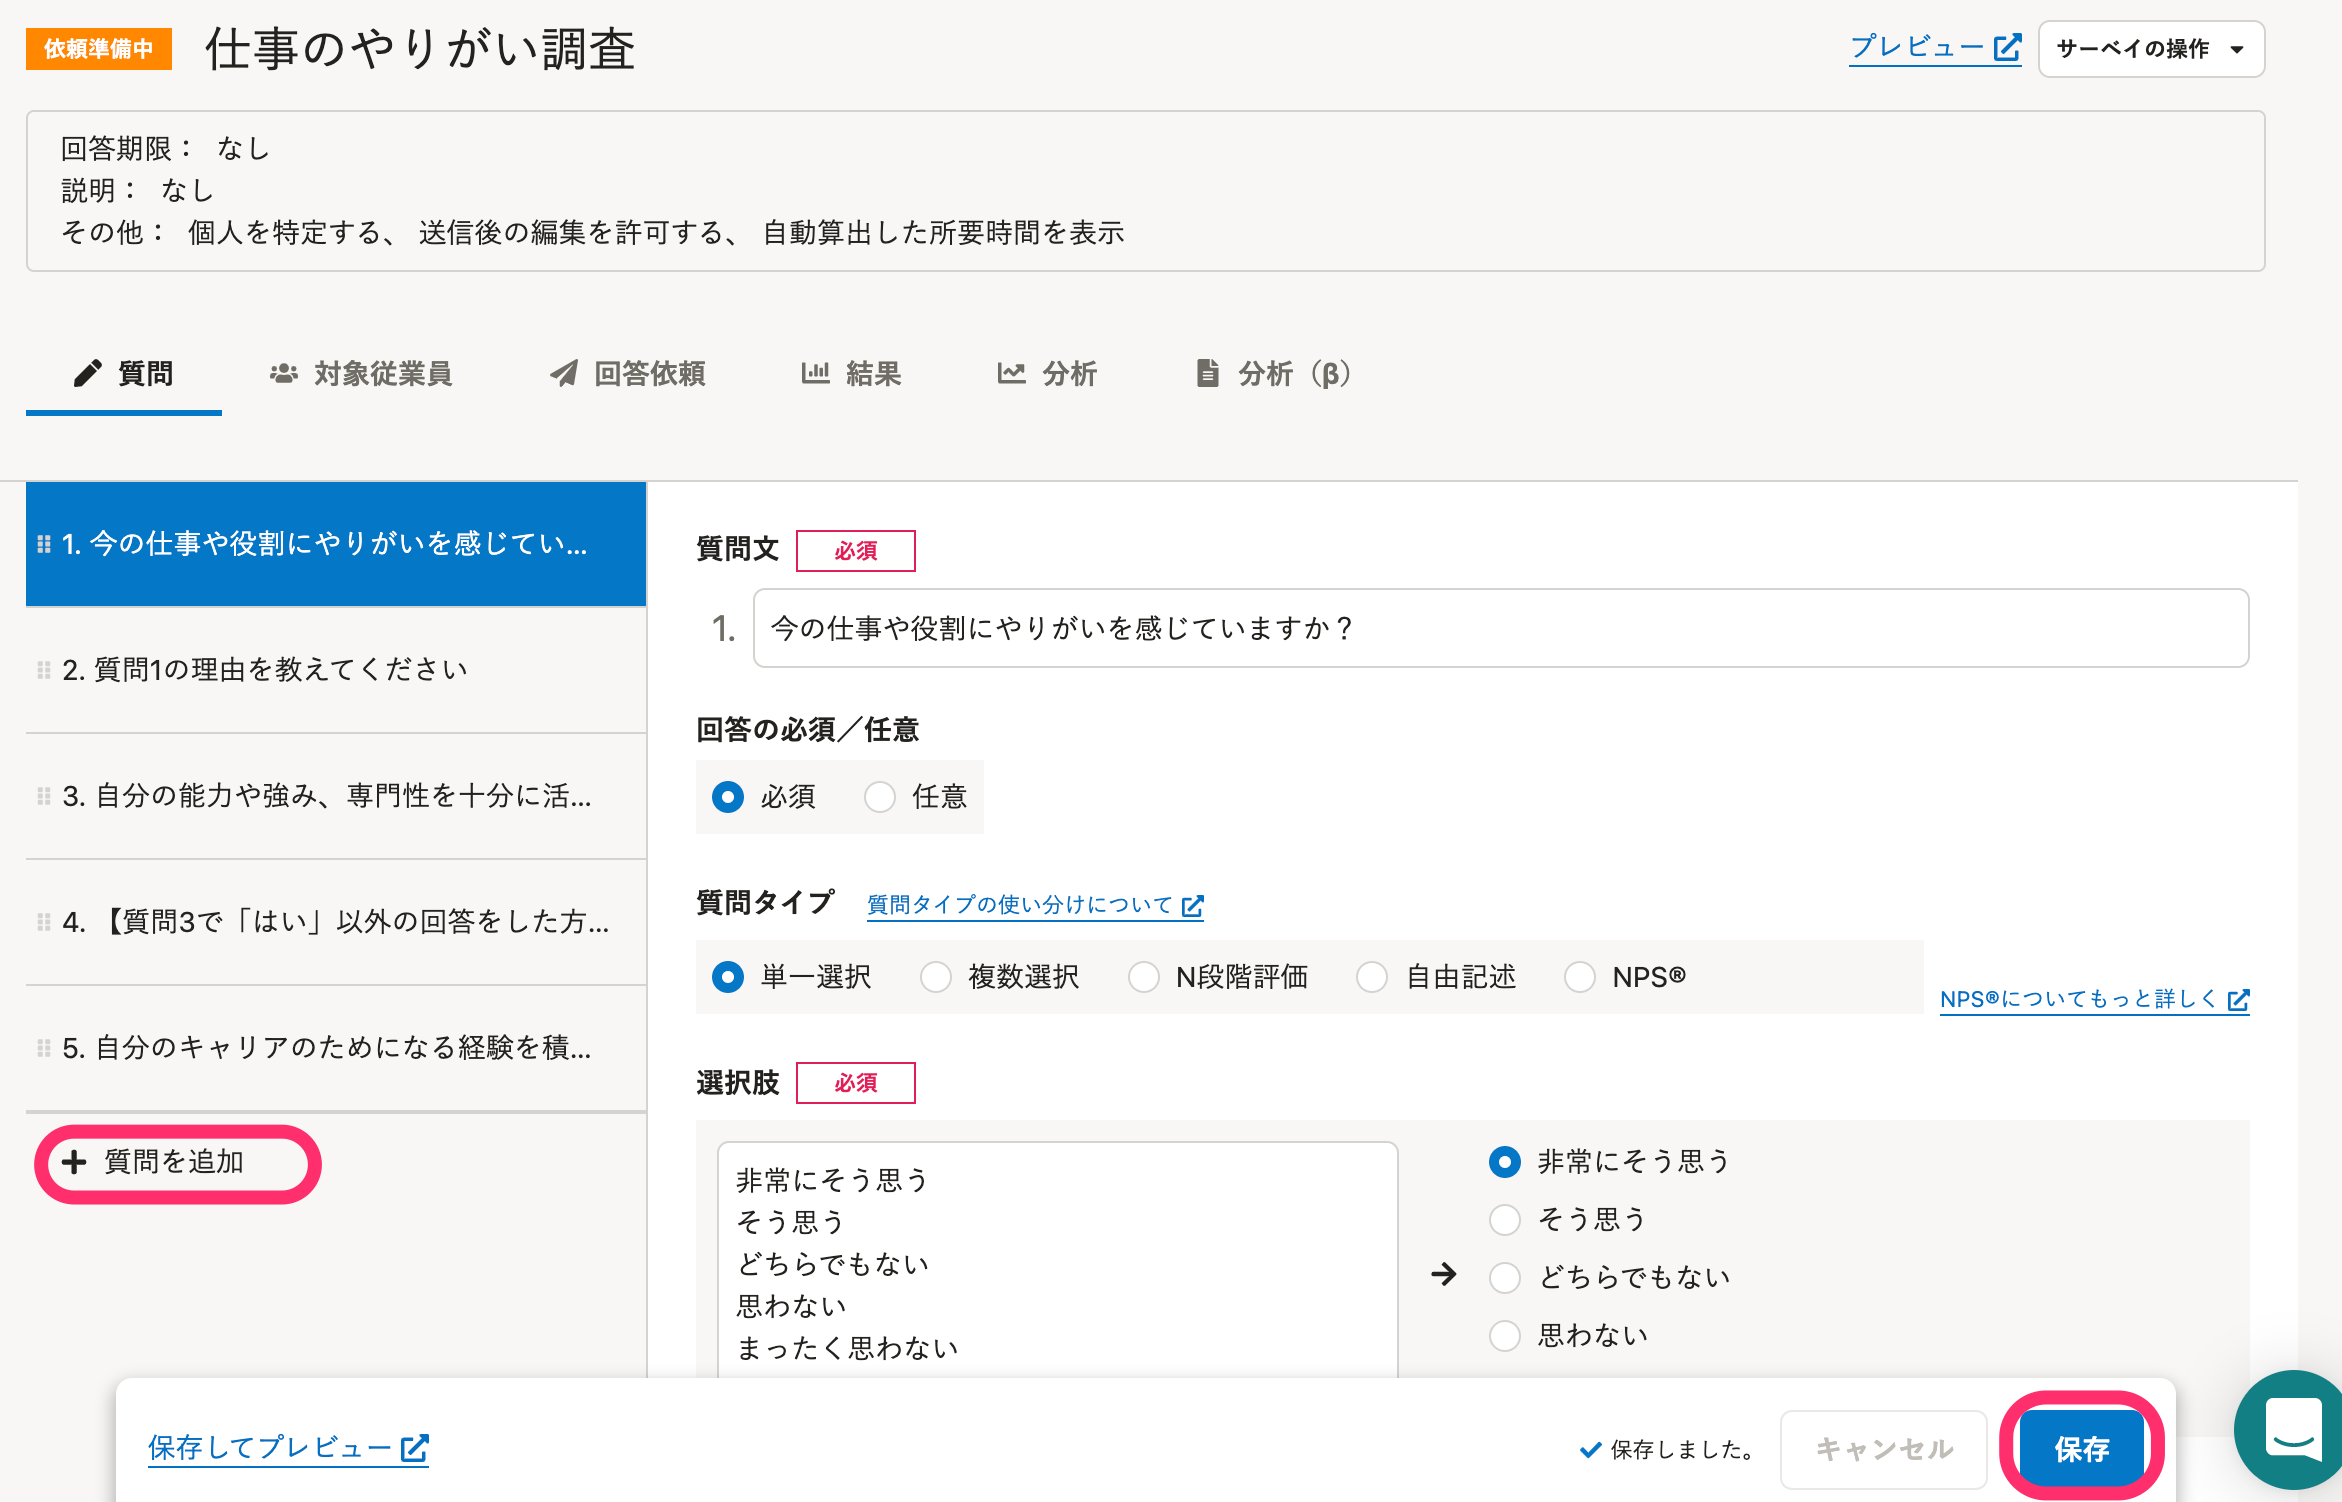 依頼準備中
仕事のやりがい調査
プレビュー
サーベイの操作
回答期限： なし
説明： なし
その他： 個人を特定する、 送信後の編集を許可する、 自動算出した所要時間を表示
質問
対象従業員
回答依頼
結果
分析
分析（β）
1. 今の仕事や役割にやりがいを感じてい...
2. 質問1の理由を教えてください
3. 自分の能力や強み、専門性を十分に活...
4. 【質問3で「はい」以外の回答をした方...
5. 自分のキャリアのためになる経験を積...
質問を追加
質問文 必須
1. 今の仕事や役割にやりがいを感じていますか？
回答の必須／任意
必須 任意
質問タイプ 質問タイプの使い分けについて
単一選択 複数選択 N段階評価 自由記述 NPS®
NPS®についてもっと詳しく
選択肢 必須
非常にそう思う
そう思う
どちらでもない
思わない
まったく思わない
非常にそう思う
そう思う
どちらでもない
思わない
保存してプレビュー
保存しました。
キャンセル
保存